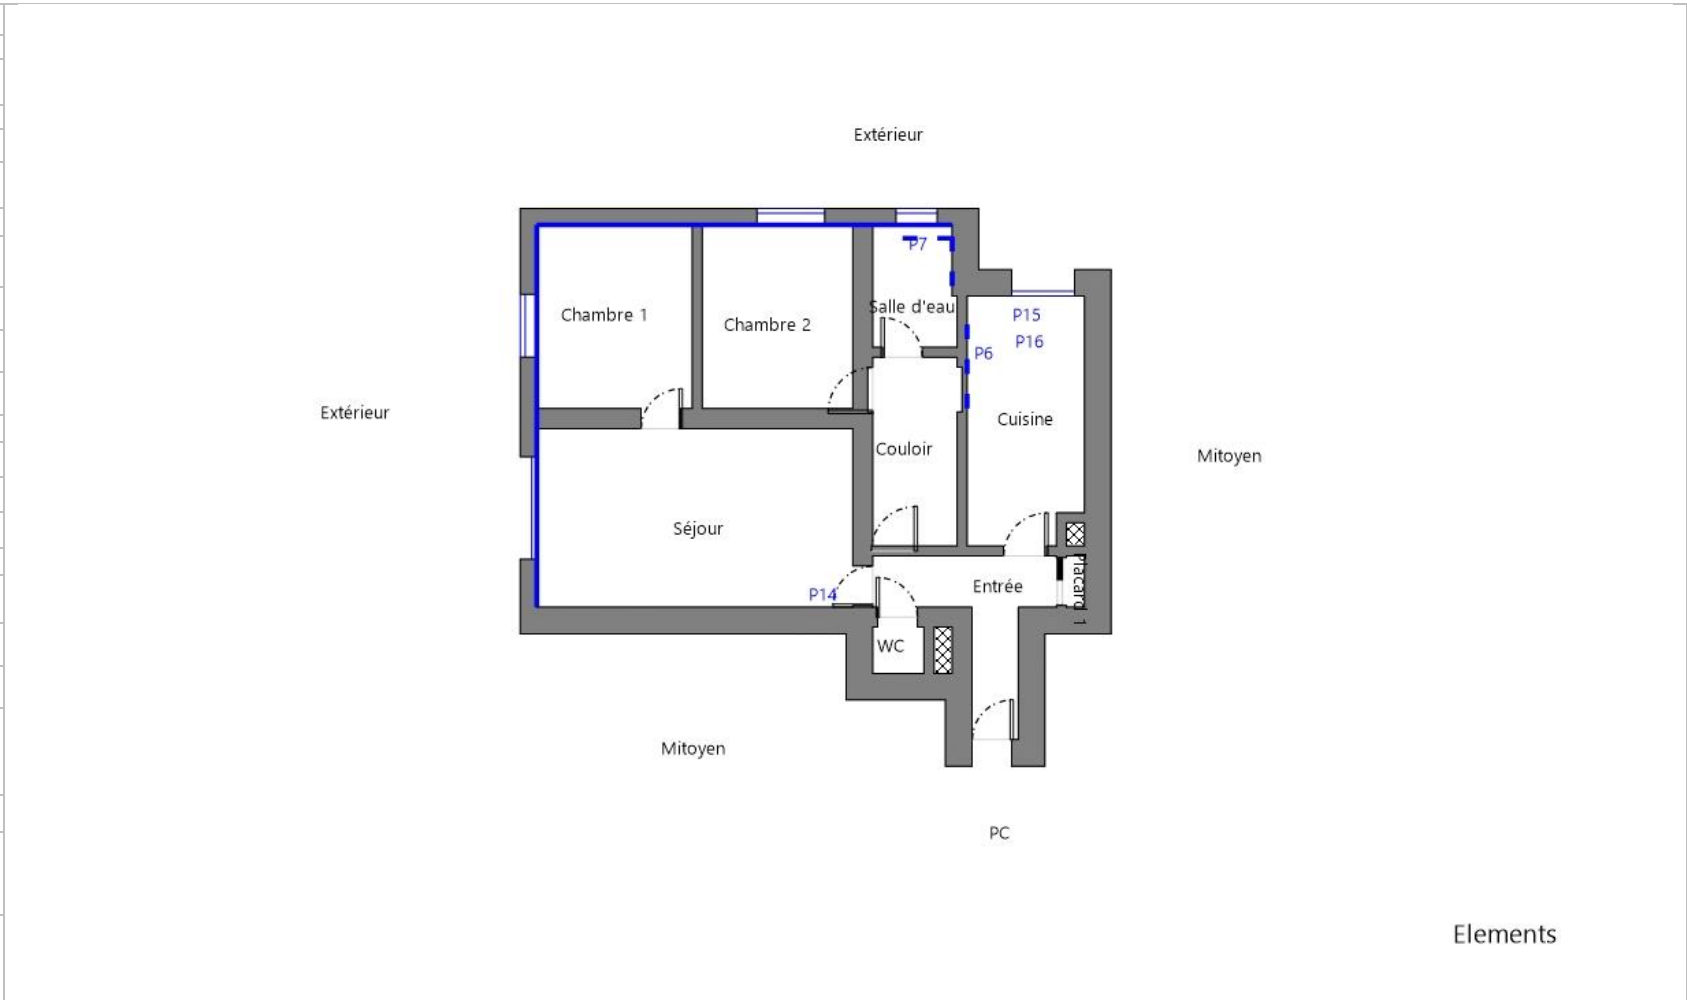 Extérieur
P7
Salle d'eau
Chambre 1
Chambre 2
P15
P16
P6
Extérieur
Cuisine
Couloir
Mitoyen
Séjour
P14
Entrée
Placard 1
WC
Mitoyen
PC
Elements